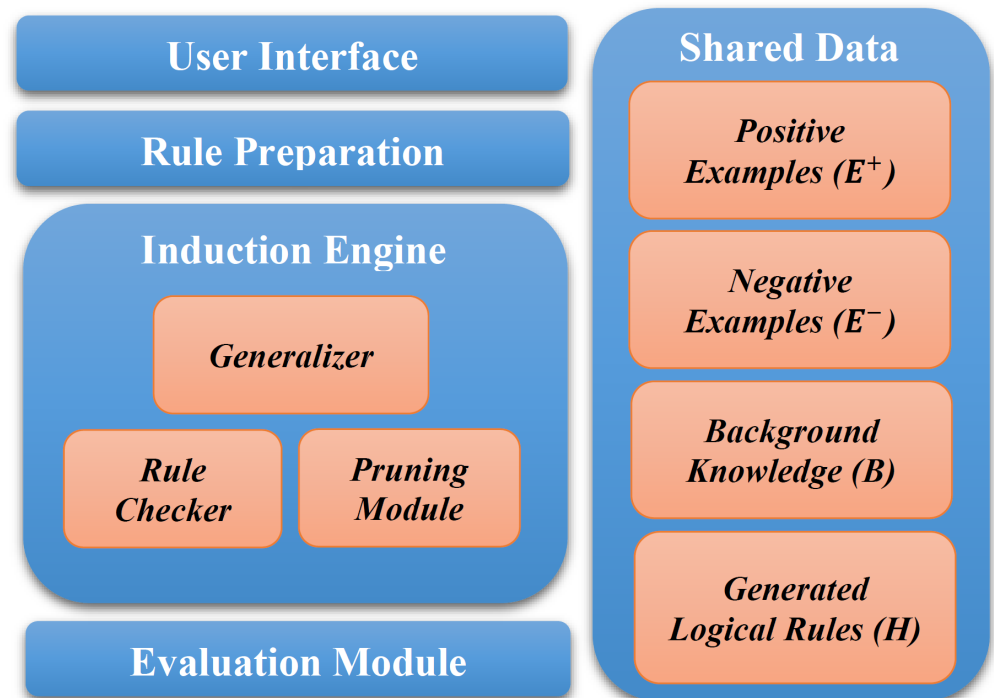 User Interface
Rule Preparation
Induction Engine
Generalizer
Rule
Checker
Pruning
Module
Evaluation Module
Shared Data
Positive
Examples (E⁺)
Negative
Examples (E⁻)
Background
Knowledge (B)
Generated
Logical Rules (H)